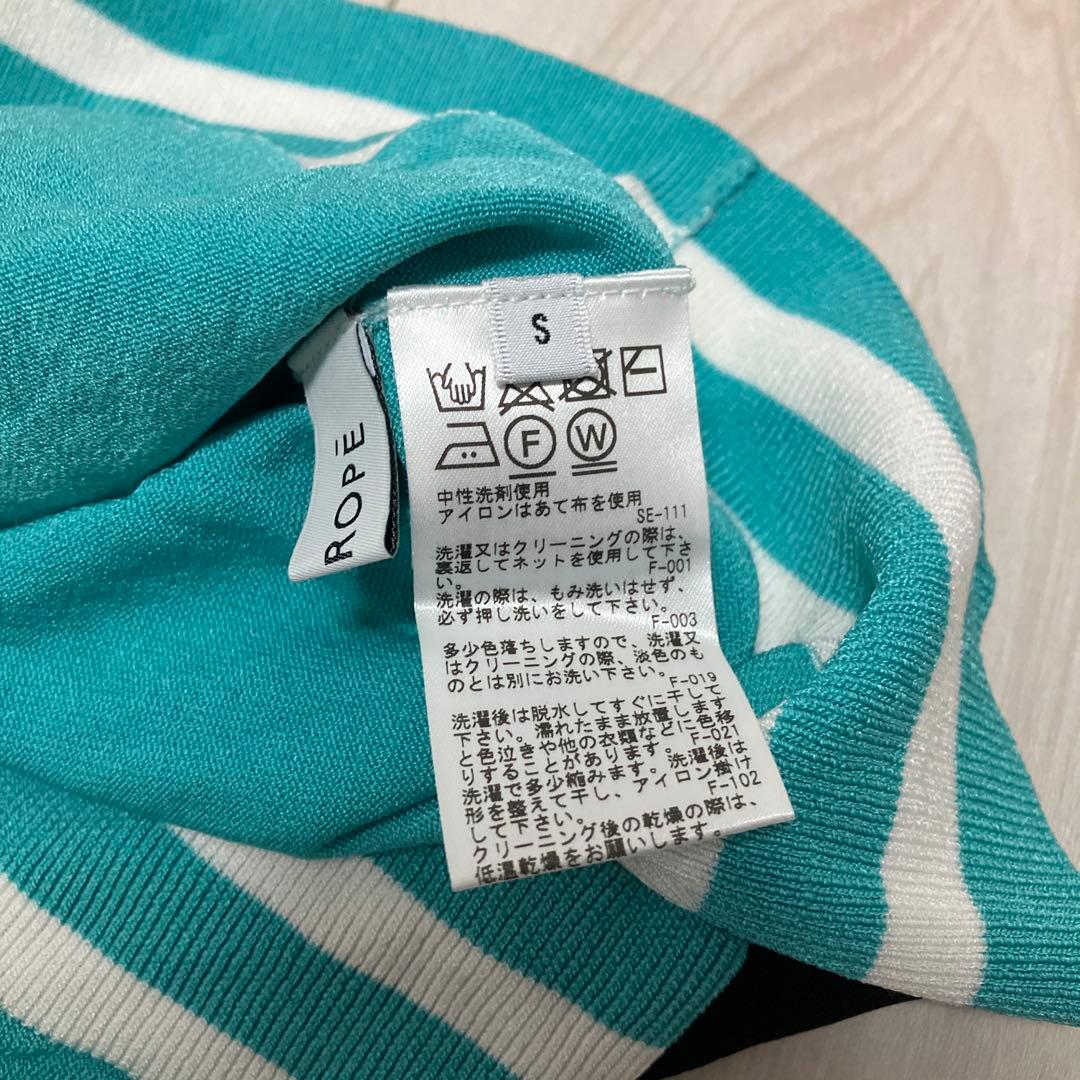 S
ROPÉ
F
W
中性洗剤使用
アイロンはあて布を使用
SE-111
洗濯又はクリーニングの際は、
裏返してネットを使用して下さ
い。
F-001
洗濯の際は、もみ洗いはせず、
必ず押し洗いをして下さい。
F-003
多少色落ちしますので、洗濯又
はクリーニングの際、淡色のも
のとは別にお洗い下さい。
F-019
洗濯後は脱水してすぐに干して
下さい。濡れたまま放置します
と色泣きや他の衣類などに色移
りすることがあります。
F-021
洗濯で多少縮みます。洗濯後は
形を整えて干し、アイロン掛け
して下さい。
F-102
クリーニング後の乾燥の際は、
低温乾燥をお願いします。